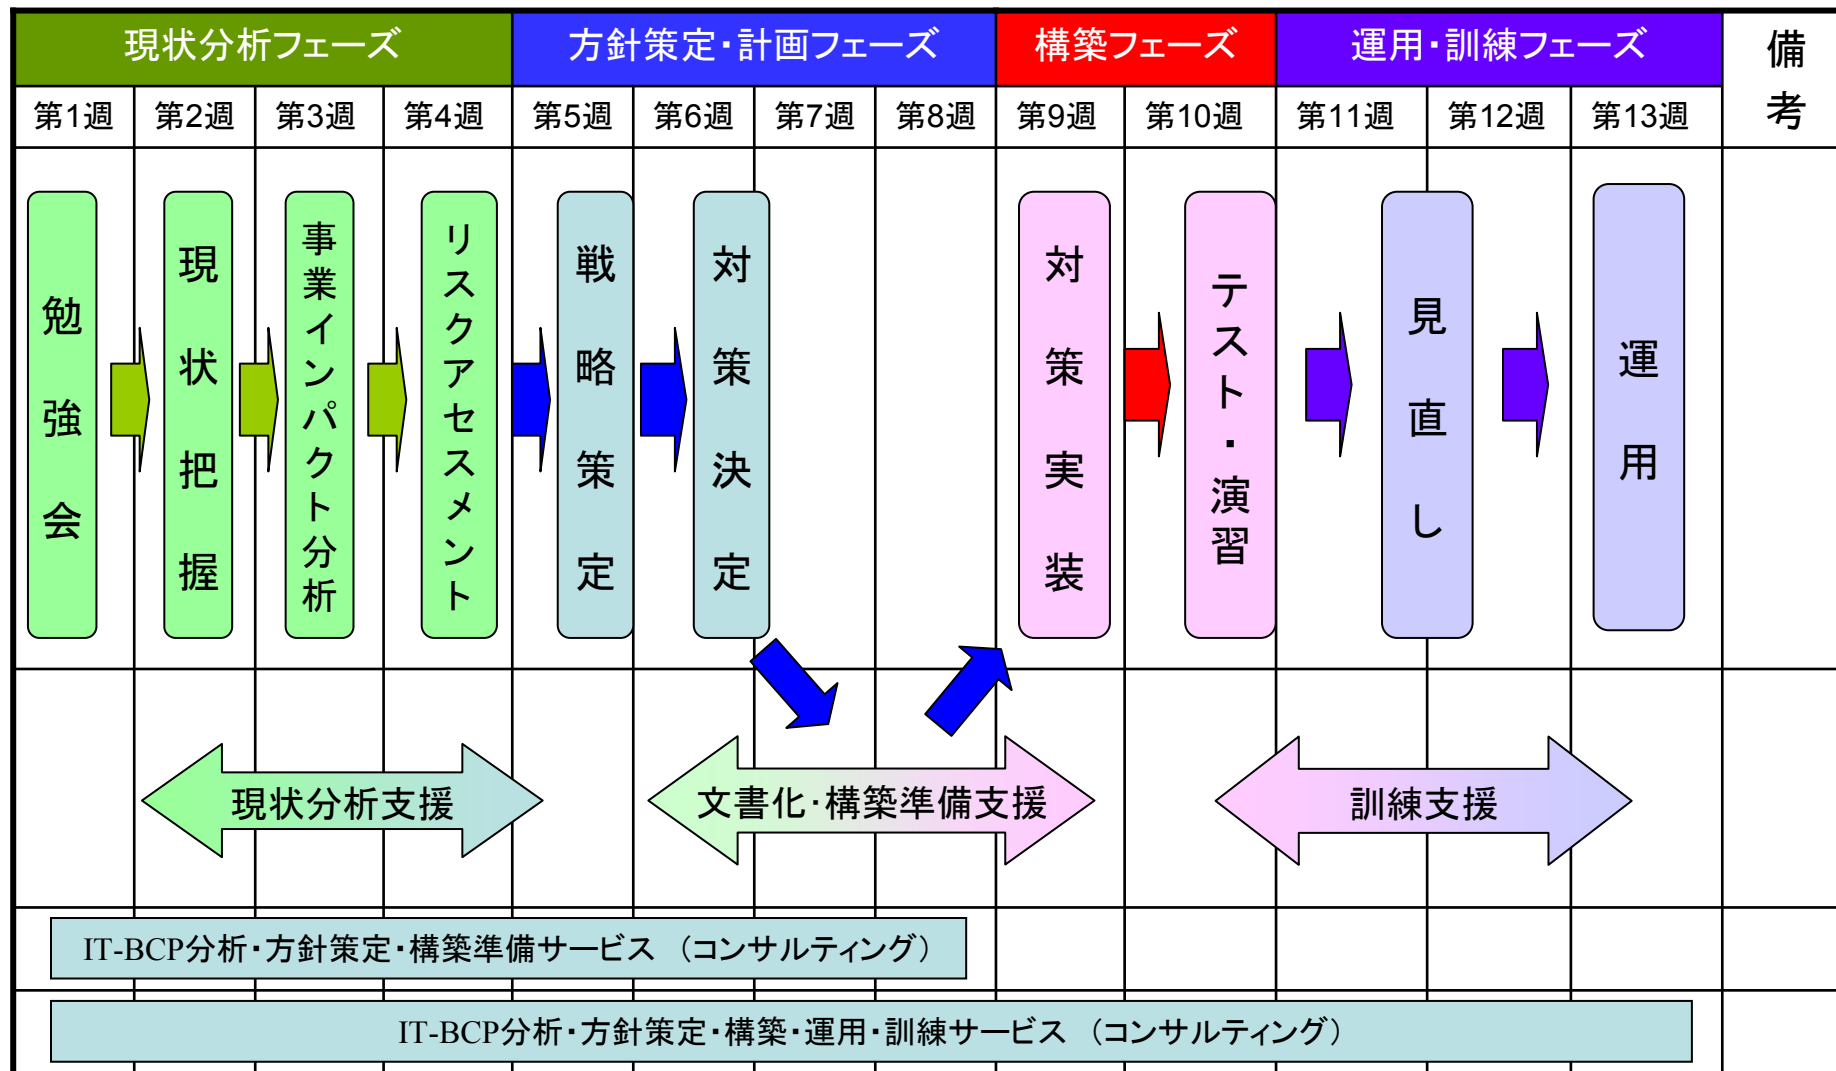 現状分析フェーズ
方針策定・計画フェーズ
構築フェーズ
運用・訓練フェーズ
備考
第1週
第2週
第3週
第4週
第5週
第6週
第7週
第8週
第9週
第10週
第11週
第12週
第13週
勉強会
現状把握
事業インパクト分析
リスクアセスメント
戦略策定
対策決定
対策実装
テスト・演習
見直し
運用
現状分析支援
文書化・構築準備支援
訓練支援
IT-BCP分析・方針策定・構築準備サービス （コンサルティング）
IT-BCP分析・方針策定・構築・運用・訓練サービス （コンサルティング）